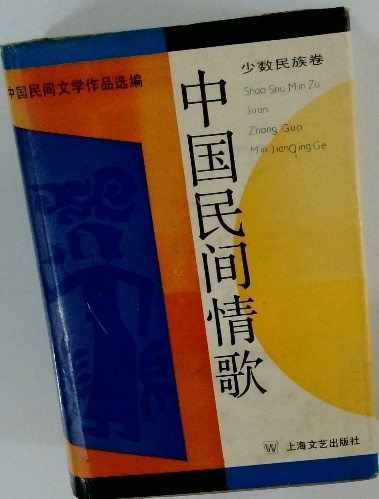 中国民间文学作品选编
少数民族卷
Shao Shu Min Zu
Juan
Zhong Guo
Min Jian Qing Ge
中国民间情歌
W 上海文艺出版社